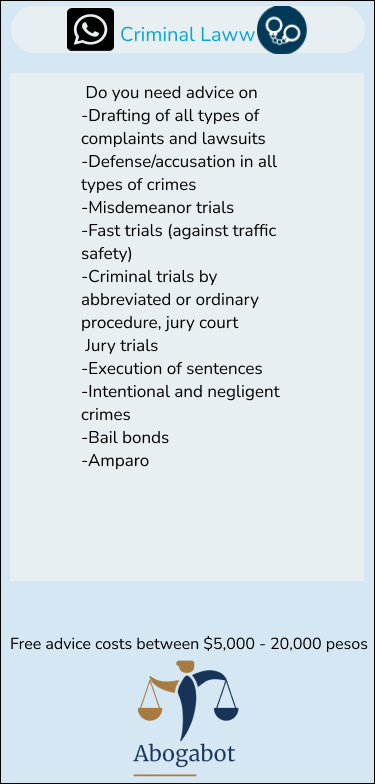 Criminal Laww
Do you need advice on
-Drafting of all types of
complaints and lawsuits
-Defense/accusation in all
types of crimes
-Misdemeanor trials
-Fast trials (against traffic
safety)
-Criminal trials by
abbreviated or ordinary
procedure, jury court
Jury trials
-Execution of sentences
-Intentional and negligent
crimes
-Bail bonds
-Amparo
Free advice costs between $5,000 - 20,000 pesos
Abogabot